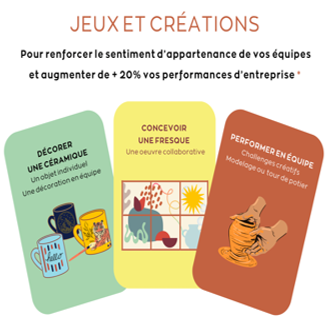 JEUX ET CRÉATIONS
Pour renforcer le sentiment d'appartenance de vos équipes
et augmenter de + 20% vos performances d'entreprise *
DÉCORER
UNE CÉRAMIQUE
Un objet individuel
Une décoration en équipe
hello
CONCEVOIR
UNE FRESQUE
Une oeuvre collaborative
PERFORMER EN ÉQUIPE
Challenges créatifs
Modelage ou tour de potier